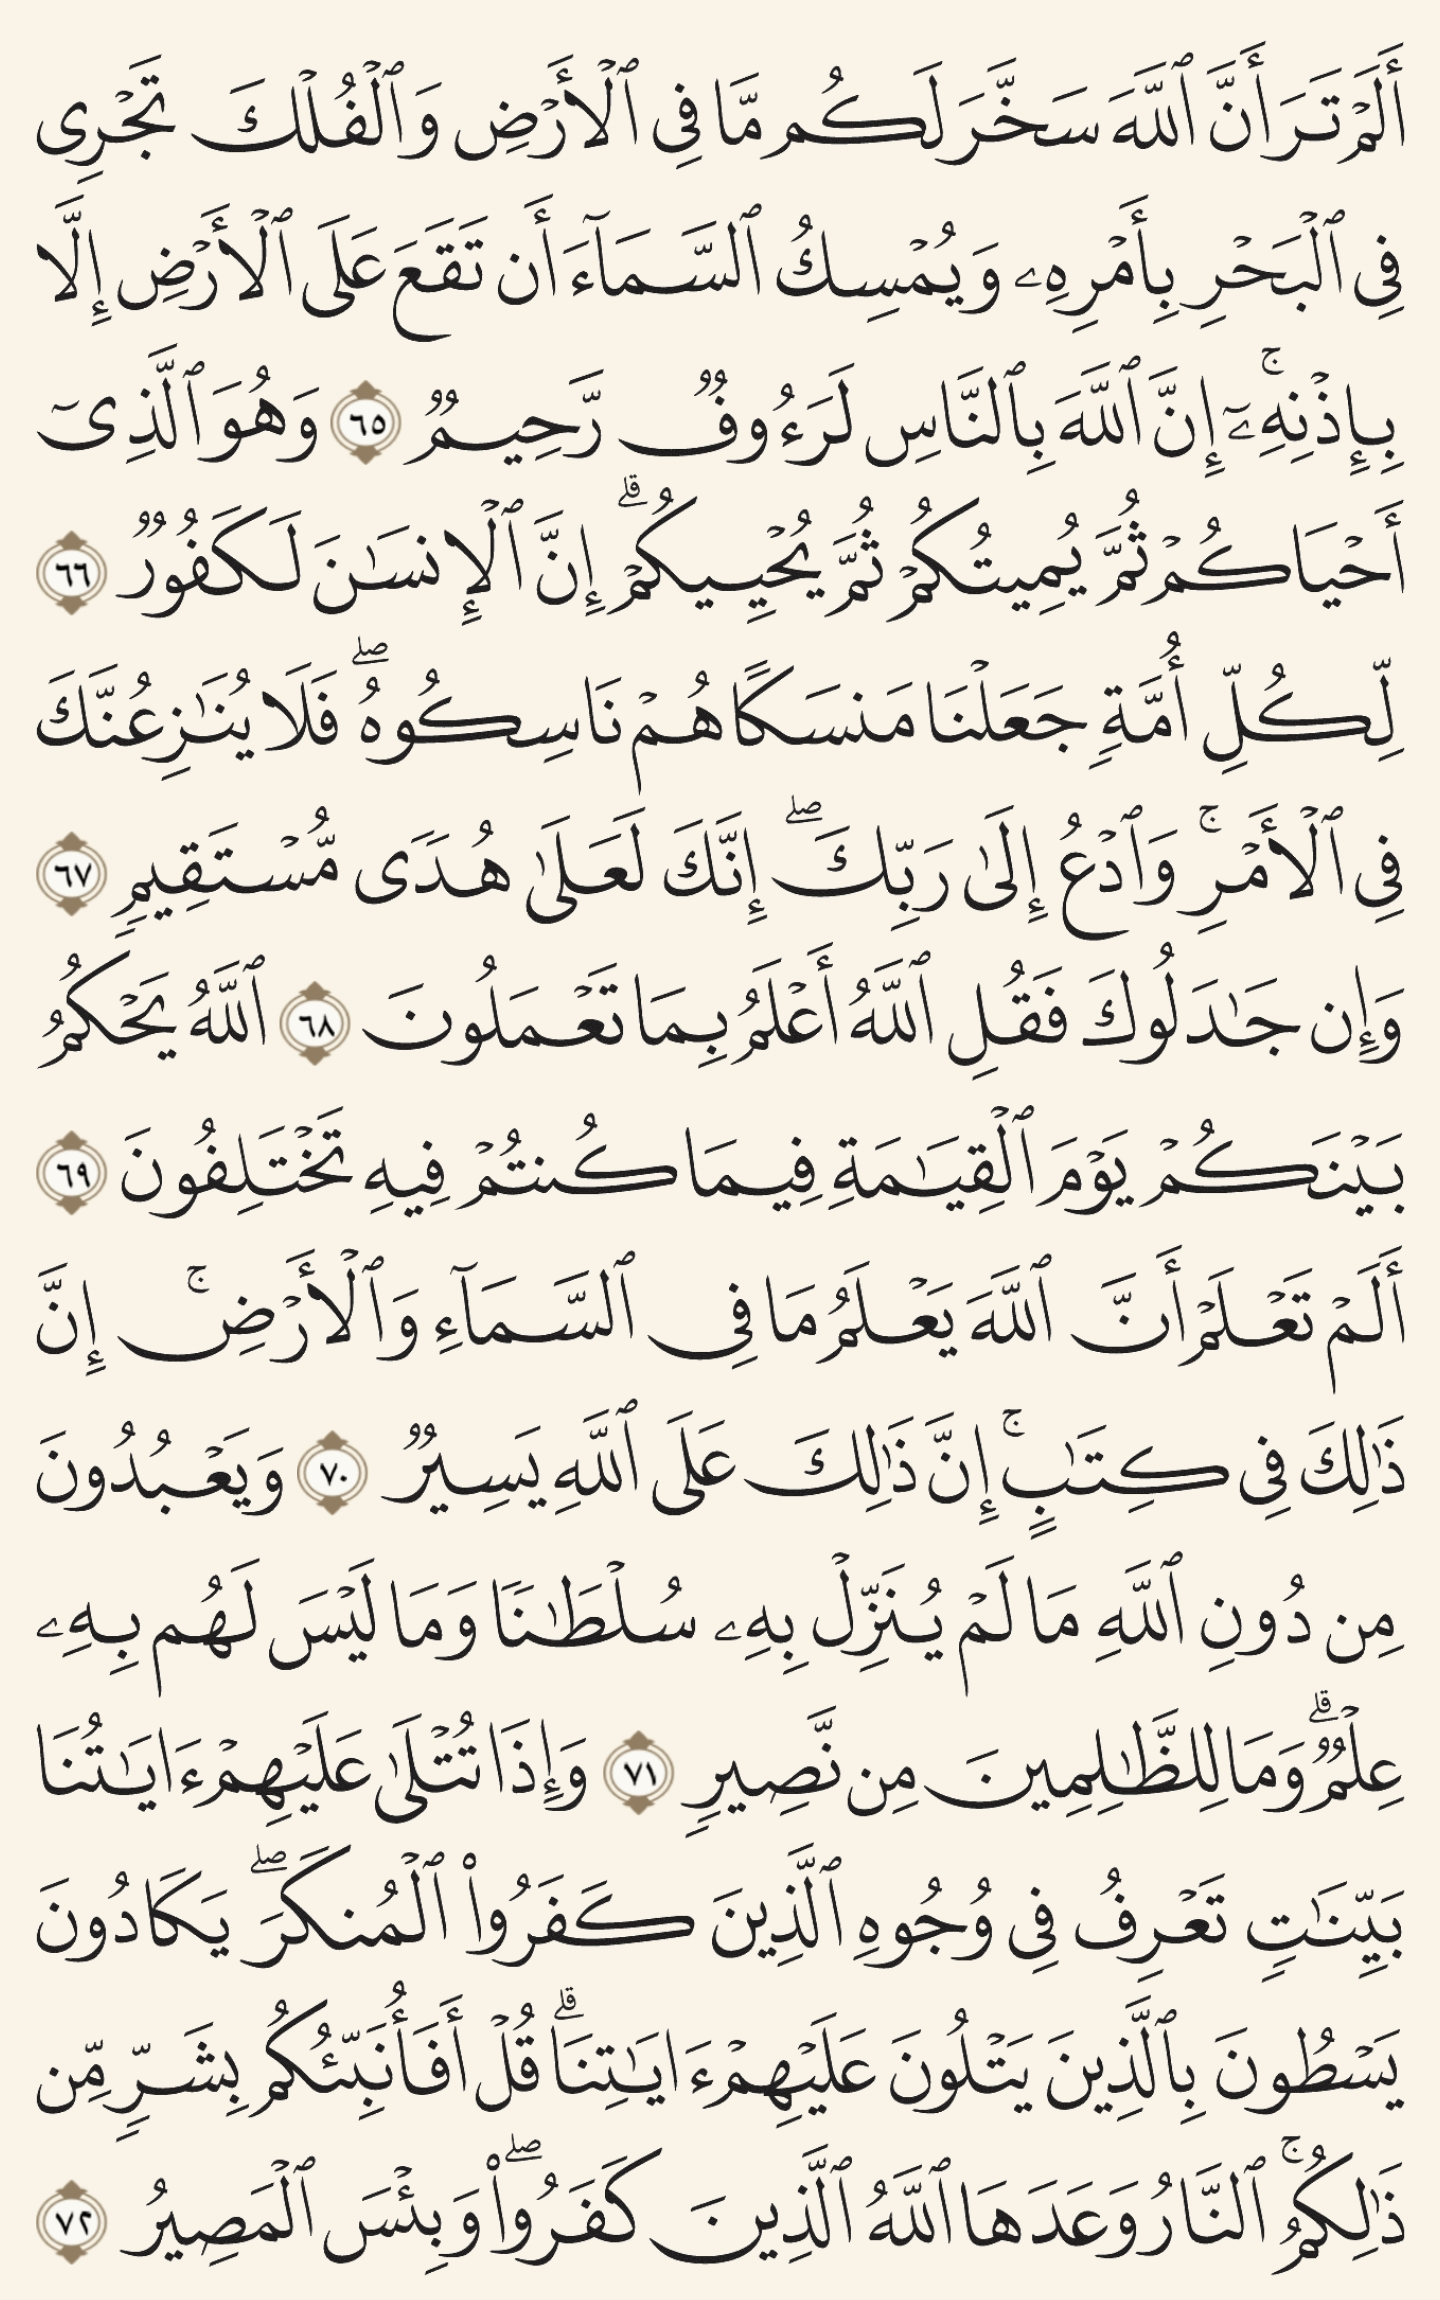 أَلَمۡ تَرَ أَنَّ ٱللَّهَ سَخَّرَ لَكُم مَّا فِى ٱلۡأَرۡضِ وَٱلۡفُلۡكَ تَجۡرِى
فِى ٱلۡبَحۡرِ بِأَمۡرِهِۦ وَيُمۡسِكُ ٱلسَّمَآءَ أَن تَقَعَ عَلَى ٱلۡأَرۡضِ إِلَّا
بِإِذۡنِهِۦٓۚ إِنَّ ٱللَّهَ بِٱلنَّاسِ لَرَءُوفٌ رَّحِيمٌ ٦٥ وَهُوَ ٱلَّذِىٓ
أَحۡيَاكُمۡ ثُمَّ يُمِيتُكُمۡ ثُمَّ يُحۡيِيكُمۡۗ إِنَّ ٱلۡإِنسَٰنَ لَكَفُورٌ ٦٦
لِّكُلِّ أُمَّةٍ جَعَلۡنَا مَنسَكًا هُمۡ نَاسِكُوهُۖ فَلَا يُنَٰزِعُنَّكَ
فِى ٱلۡأَمۡرِۚ وَٱدۡعُ إِلَىٰ رَبِّكَۖ إِنَّكَ لَعَلَىٰ هُدًى مُّسۡتَقِيمٍ ٦٧
وَإِن جَٰدَلُوكَ فَقُلِ ٱللَّهُ أَعۡلَمُ بِمَا تَعۡمَلُونَ ٦٨ ٱللَّهُ يَحۡكُمُ
بَيۡنَكُمۡ يَوۡمَ ٱلۡقِيَٰمَةِ فِيمَا كُنتُمۡ فِيهِ تَخۡتَلِفُونَ ٦٩
أَلَمۡ تَعۡلَمۡ أَنَّ ٱللَّهَ يَعۡلَمُ مَا فِى ٱلسَّمَآءِ وَٱلۡأَرۡضِۚ إِنَّ
ذَٰلِكَ فِى كِتَٰبٍۚ إِنَّ ذَٰلِكَ عَلَى ٱللَّهِ يَسِيرٌ ٧٠ وَيَعۡبُدُونَ
مِن دُونِ ٱللَّهِ مَا لَمۡ يُنَزِّلۡ بِهِۦ سُلۡطَٰنًا وَمَا لَيۡسَ لَهُم بِهِۦ
عِلۡمٌۗ وَمَا لِلظَّٰلِمِينَ مِن نَّصِيرٍ ٧١ وَإِذَا تُتۡلَىٰ عَلَيۡهِمۡ ءَايَٰتُنَا
بَيِّنَٰتٍ تَعۡرِفُ فِى وُجُوهِ ٱلَّذِينَ كَفَرُواْ ٱلۡمُنكَرَۖ يَكَادُونَ
يَسۡطُونَ بِٱلَّذِينَ يَتۡلُونَ عَلَيۡهِمۡ ءَايَٰتِنَاۗ قُلۡ أَفَأُنَبِّئُكُم بِشَرٍّ مِّن
ذَٰلِكُمُۚ ٱلنَّارُ وَعَدَهَا ٱللَّهُ ٱلَّذِينَ كَفَرُواْۖ وَبِئۡسَ ٱلۡمَصِيرُ ٧٢